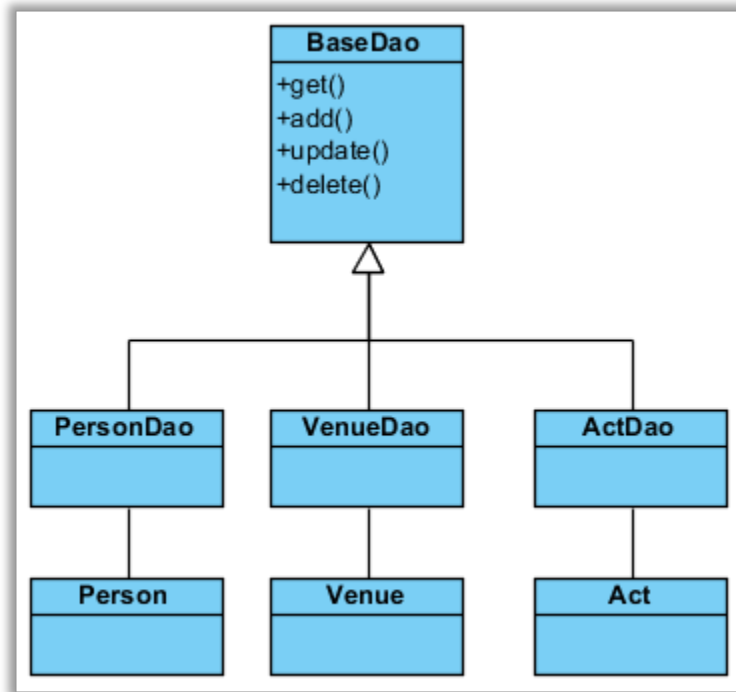 BaseDao
+get()
+add()
+update()
+delete()
PersonDao
VenueDao
ActDao
Person
Venue
Act